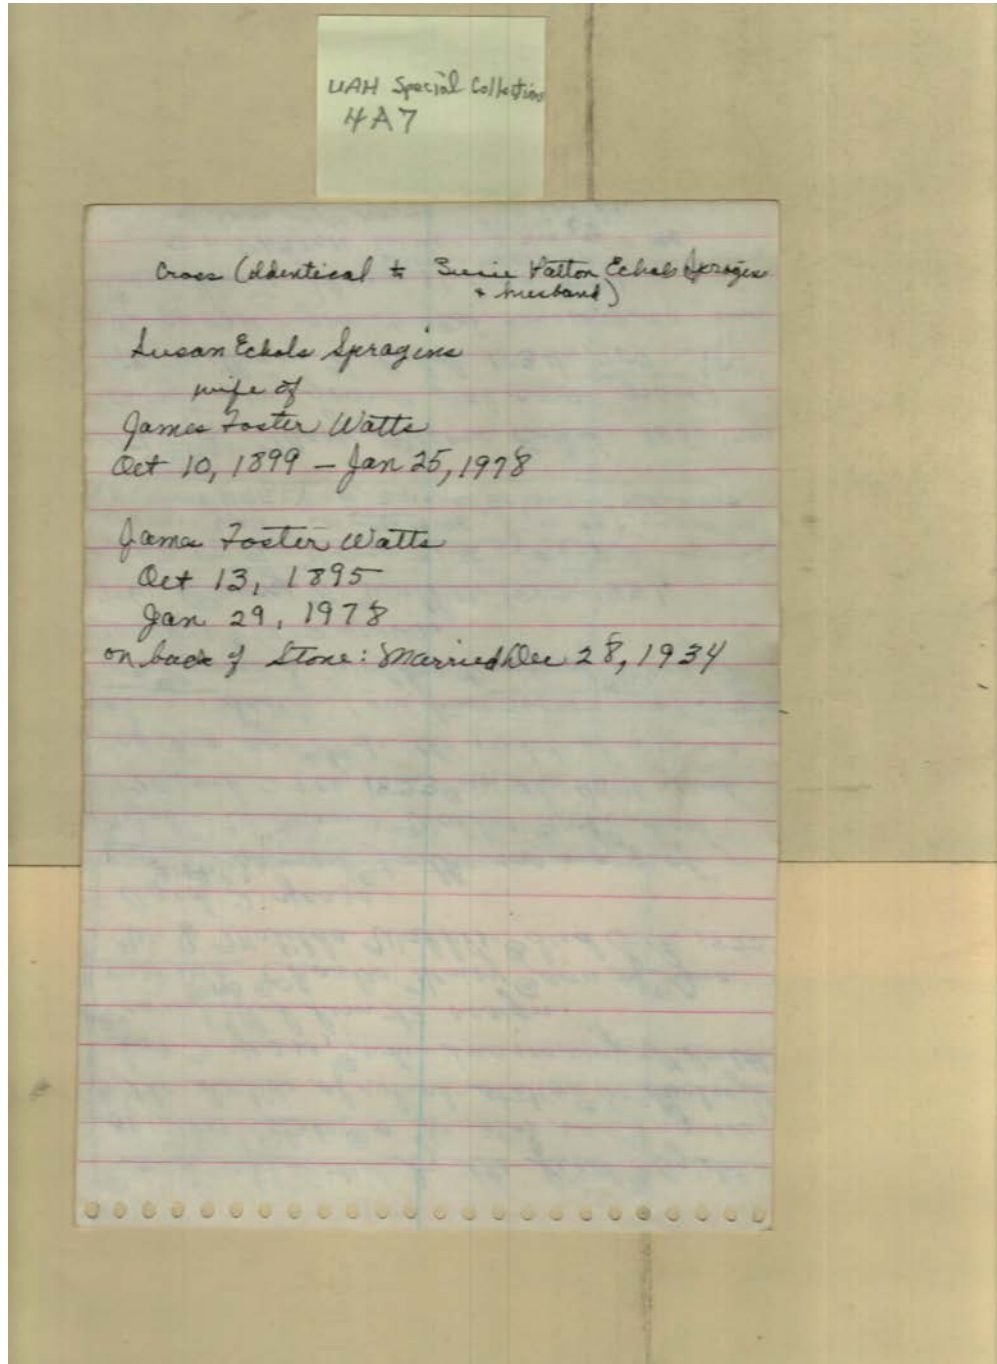 UAH Special Collections
4A7
Cross (Identical to Susie Patton Echols Spragins
+ husband)
Susan Echols Spragins
wife of
James Foster Watts
Oct 10, 1899 – Jan 25, 1978
James Foster Watts
Oct 13, 1895
Jan 29, 1978
on back of Stone: Married Dec 28, 1934